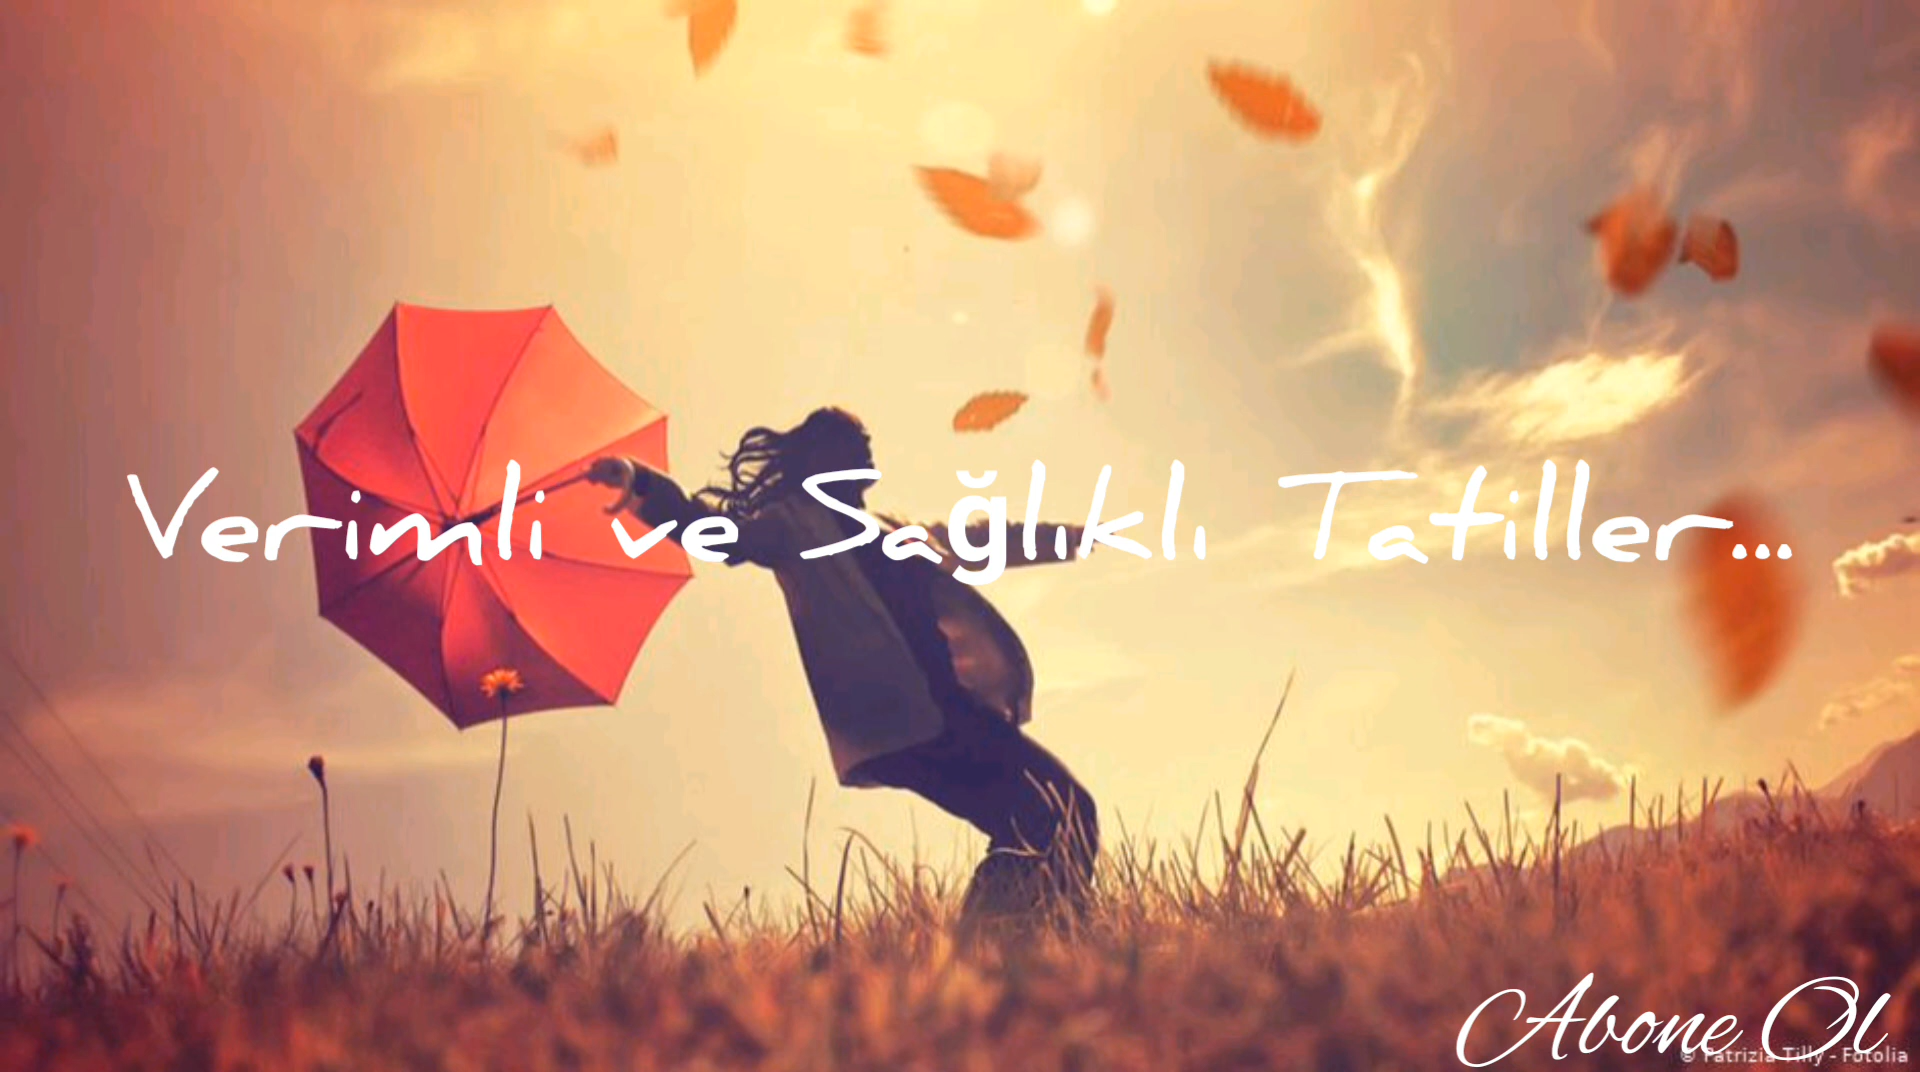 Verimli ve Sağlıklı Tatiller...
Abone Ol
© Patrizia Tilly - Fotolia